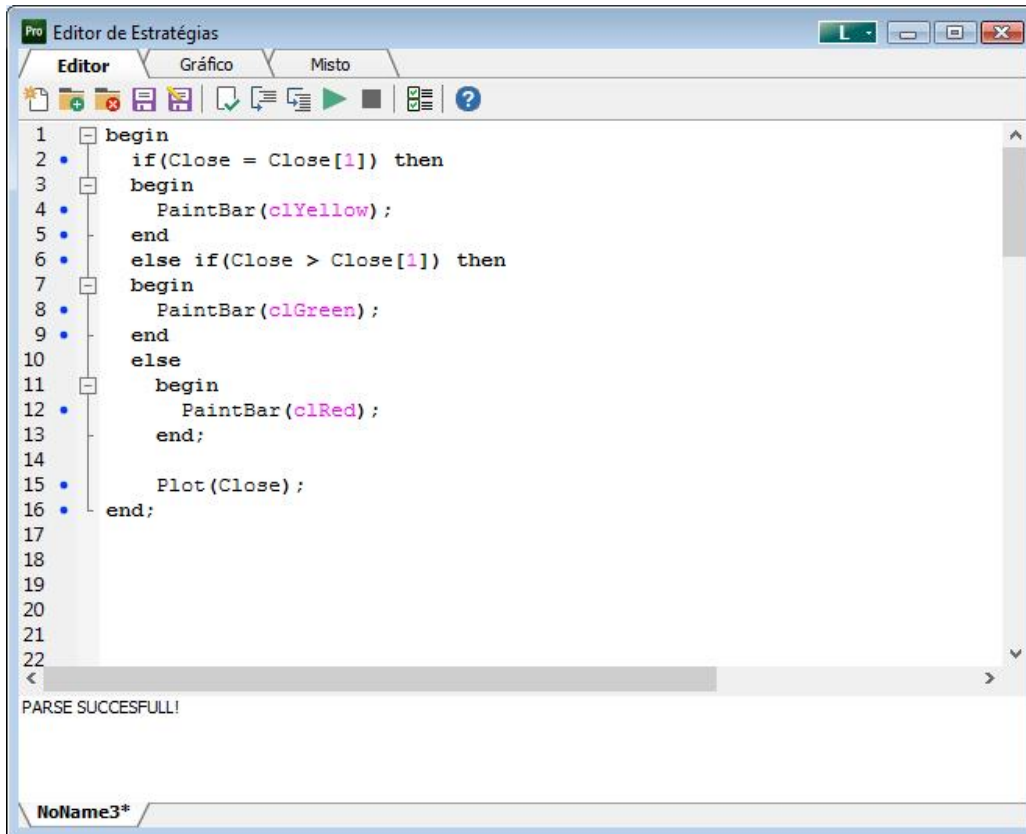 Pro Editor de Estratégias L
Editor Gráfico Misto
1 begin
2 if(Close = Close[1]) then
3 begin
4 PaintBar(clYellow);
5 end
6 else if(Close > Close[1]) then
7 begin
8 PaintBar(clGreen);
9 end
10 else
11 begin
12 PaintBar(clRed);
13 end;
14
15 Plot(Close);
16 end;
17
18
19
20
21
22
PARSE SUCCESFULL!
NoName3*